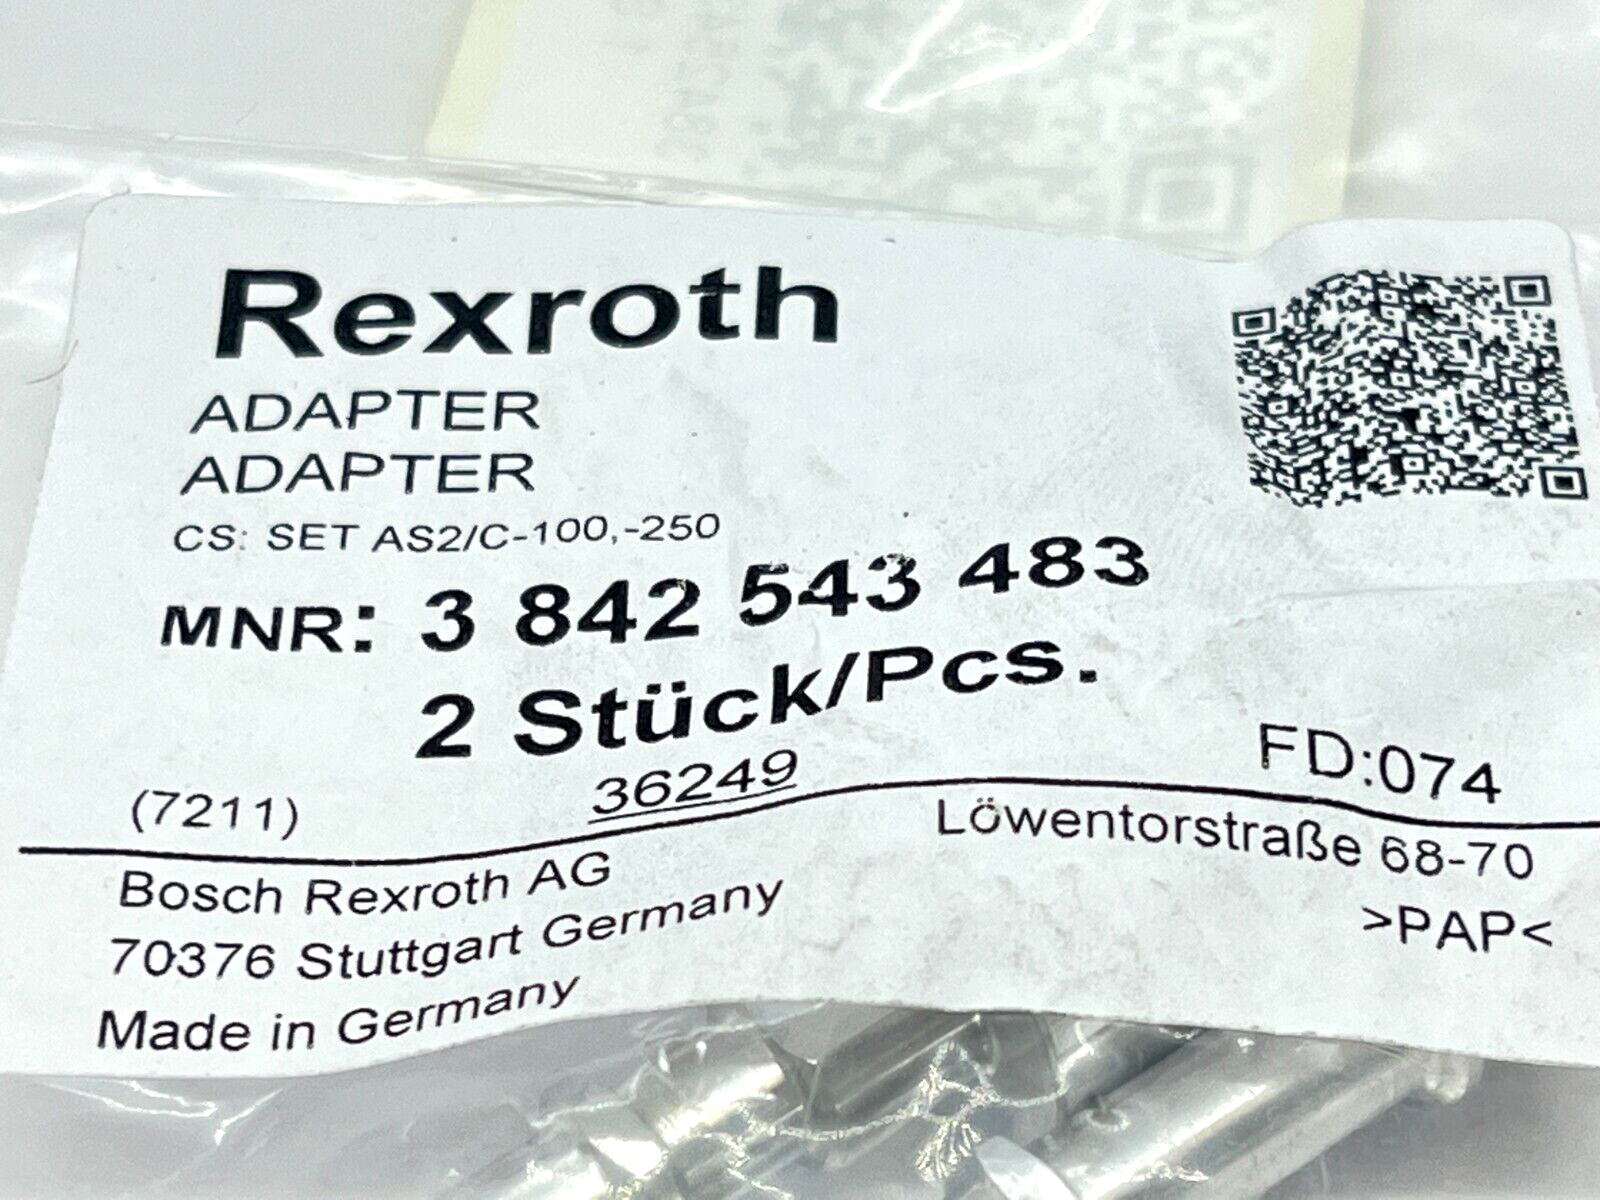 Rexroth
ADAPTER
ADAPTER
CS: SET AS2/C-100,-250
MNR: 3 842 543 483
2 Stück/Pcs.
(7211) 36249 FD:074
Bosch Rexroth AG Löwentorstraße 68-70
70376 Stuttgart Germany >PAP<
Made in Germany